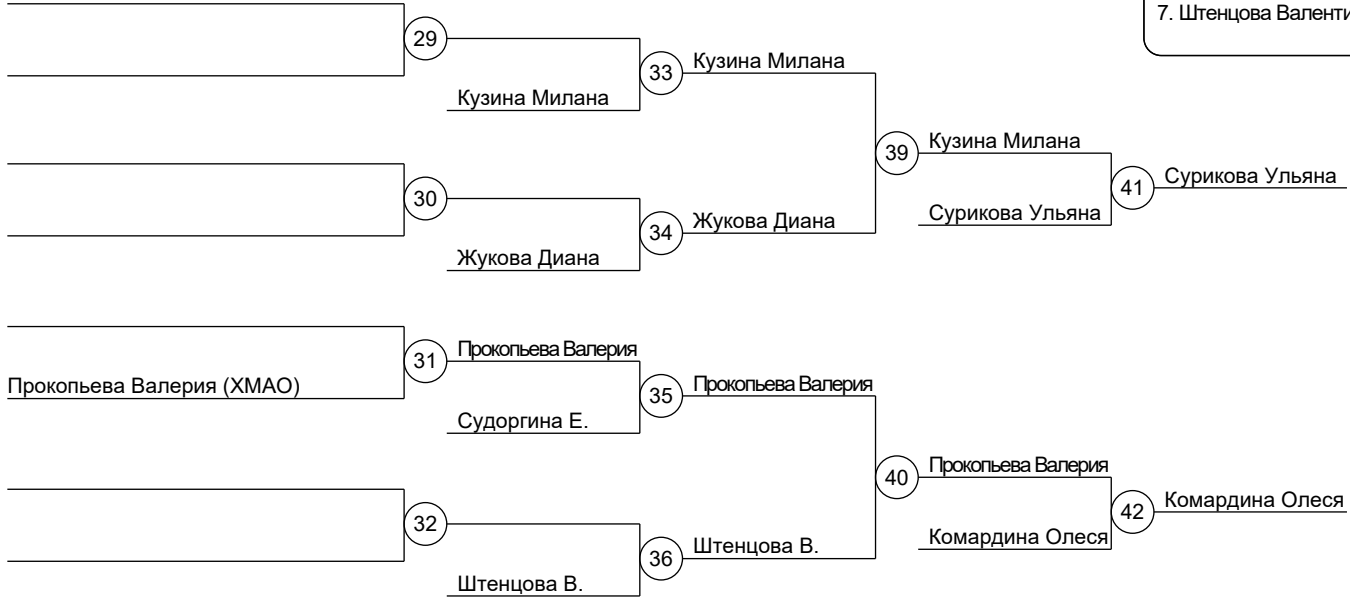 7. Штенцова Валенти
29
33
Кузина Милана
Кузина Милана
39
Кузина Милана
41
Сурикова Ульяна
30
34
Жукова Диана
Сурикова Ульяна
Жукова Диана
31
Прокопьева Валерия
Прокопьева Валерия (ХМАО)
35
Прокопьева Валерия
Судоргина Е.
40
Прокопьева Валерия
42
Комардина Олеся
32
36
Штенцова В.
Комардина Олеся
Штенцова В.